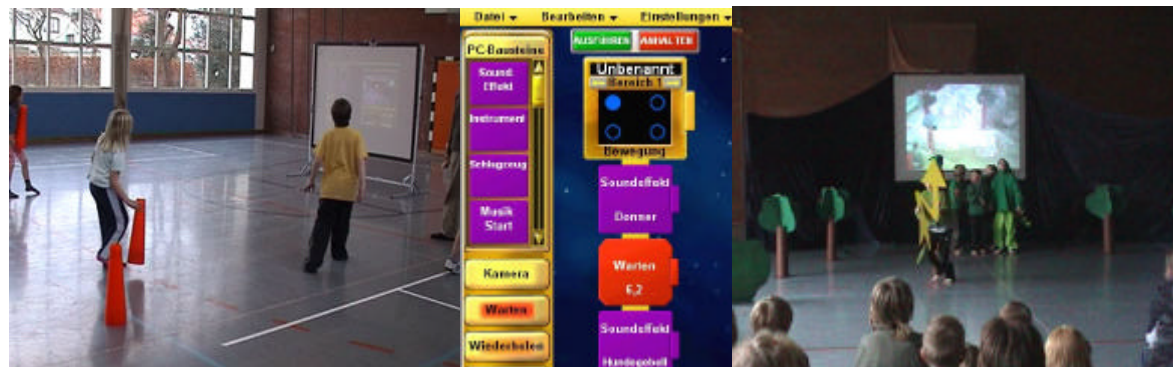 Datei
Bearbeiten
Einstellungen
PC-Bausteine
Sound
Effekt
Instrument
Schlagzeug
Musik
Start
Kamera
Warten
Wiederholen
AUSFÜHREN
ANHALTEN
Unbenannt
Bereich 1
Bewegung
Soundeffekt
Donner
Warten
6,2
Soundeffekt
Hundegebell